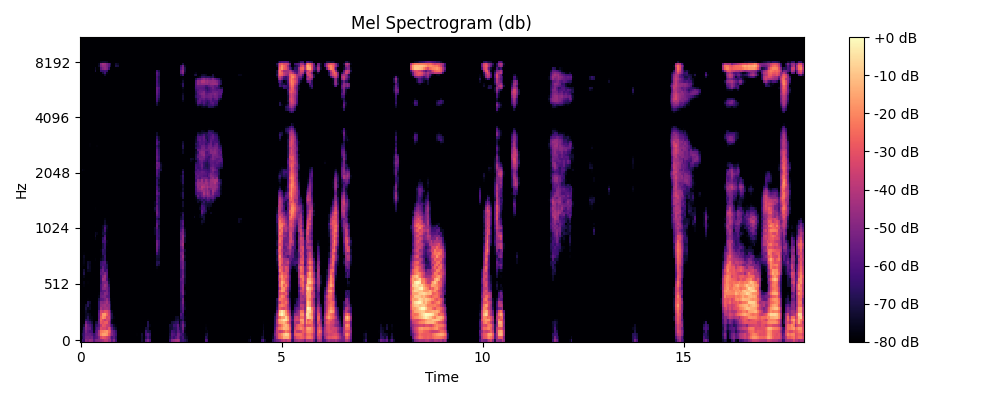 Mel Spectrogram (db)
8192
4096
2048
1024
512
0
Hz
0 5 10 15
Time
+0 dB
-10 dB
-20 dB
-30 dB
-40 dB
-50 dB
-60 dB
-70 dB
-80 dB